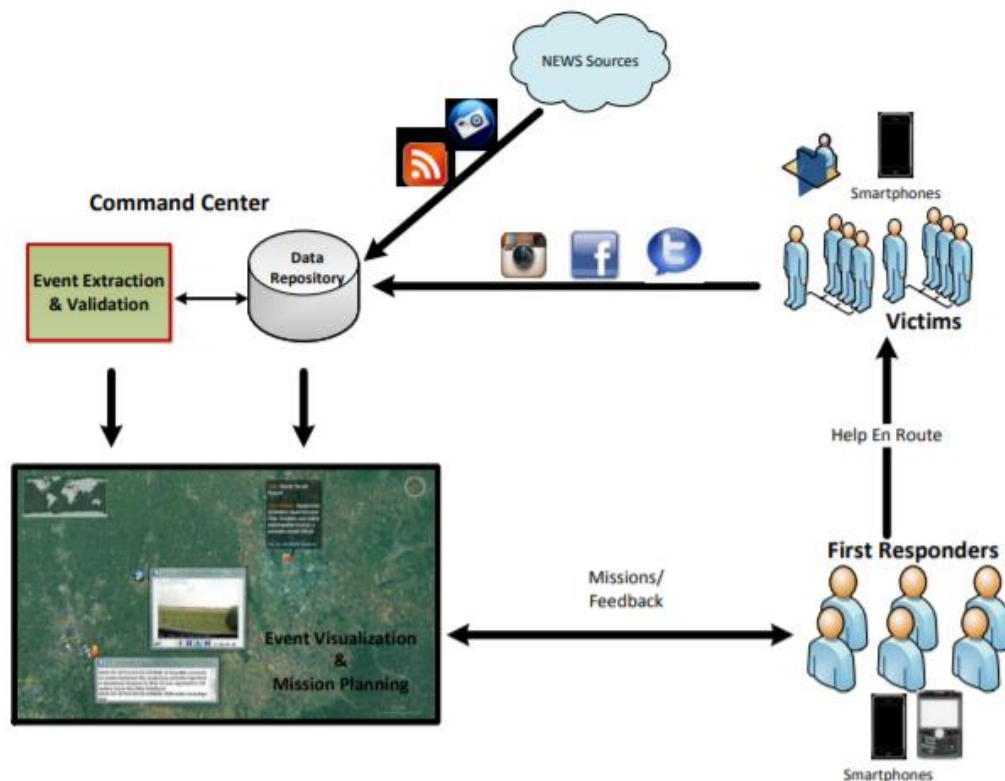 NEWS Sources
Smartphones
Command Center
Event Extraction
& Validation
Data
Repository
Victims
Help En Route
First Responders
Missions/
Feedback
Event Visualization
&
Mission Planning
Smartphones